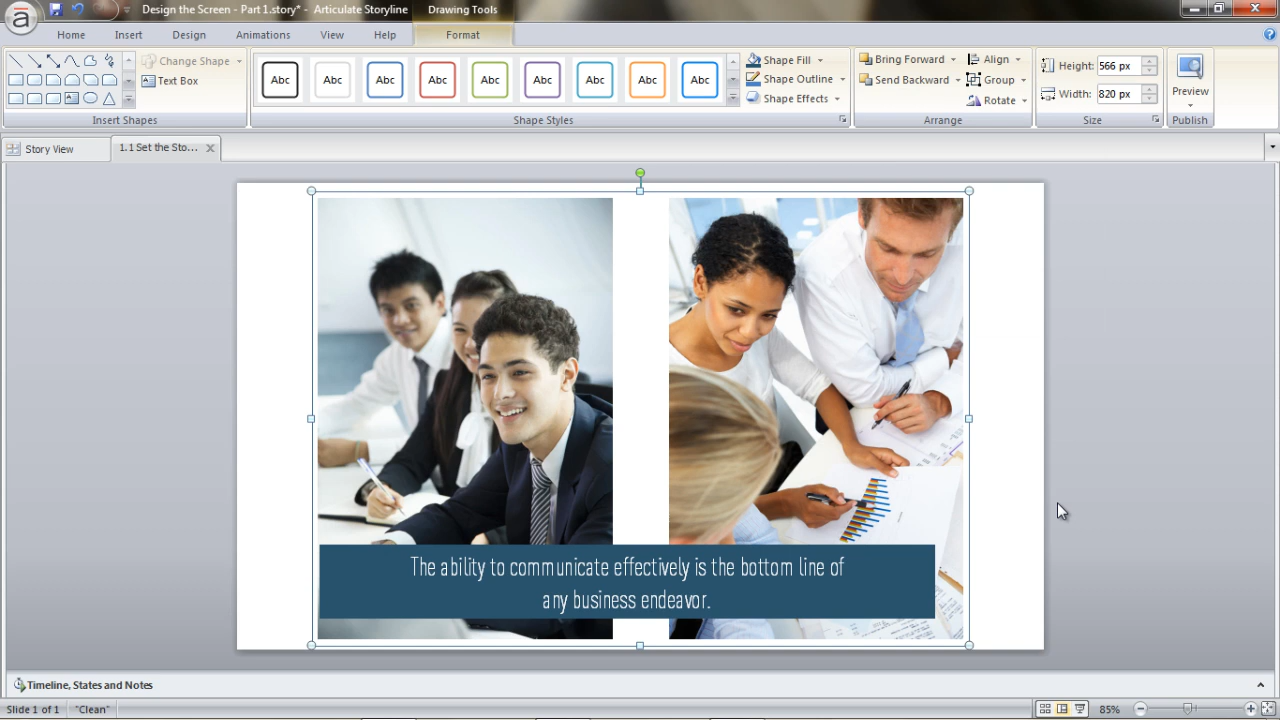 Design the Screen - Part 1.story* - Articulate Storyline
Drawing Tools
Home
Insert
Design
Animations
View
Help
Format
Change Shape
Text Box
Insert Shapes
Abc Abc Abc Abc Abc Abc Abc Abc Abc
Shape Fill
Shape Outline
Shape Effects
Shape Styles
Bring Forward
Send Backward
Align
Group
Rotate
Arrange
Height: 566 px
Width: 820 px
Size
Preview
Publish
Story View
1.1 Set the Sto...
The ability to communicate effectively is the bottom line of
any business endeavor.
Timeline, States and Notes
Slide 1 of 1
"Clean"
85%